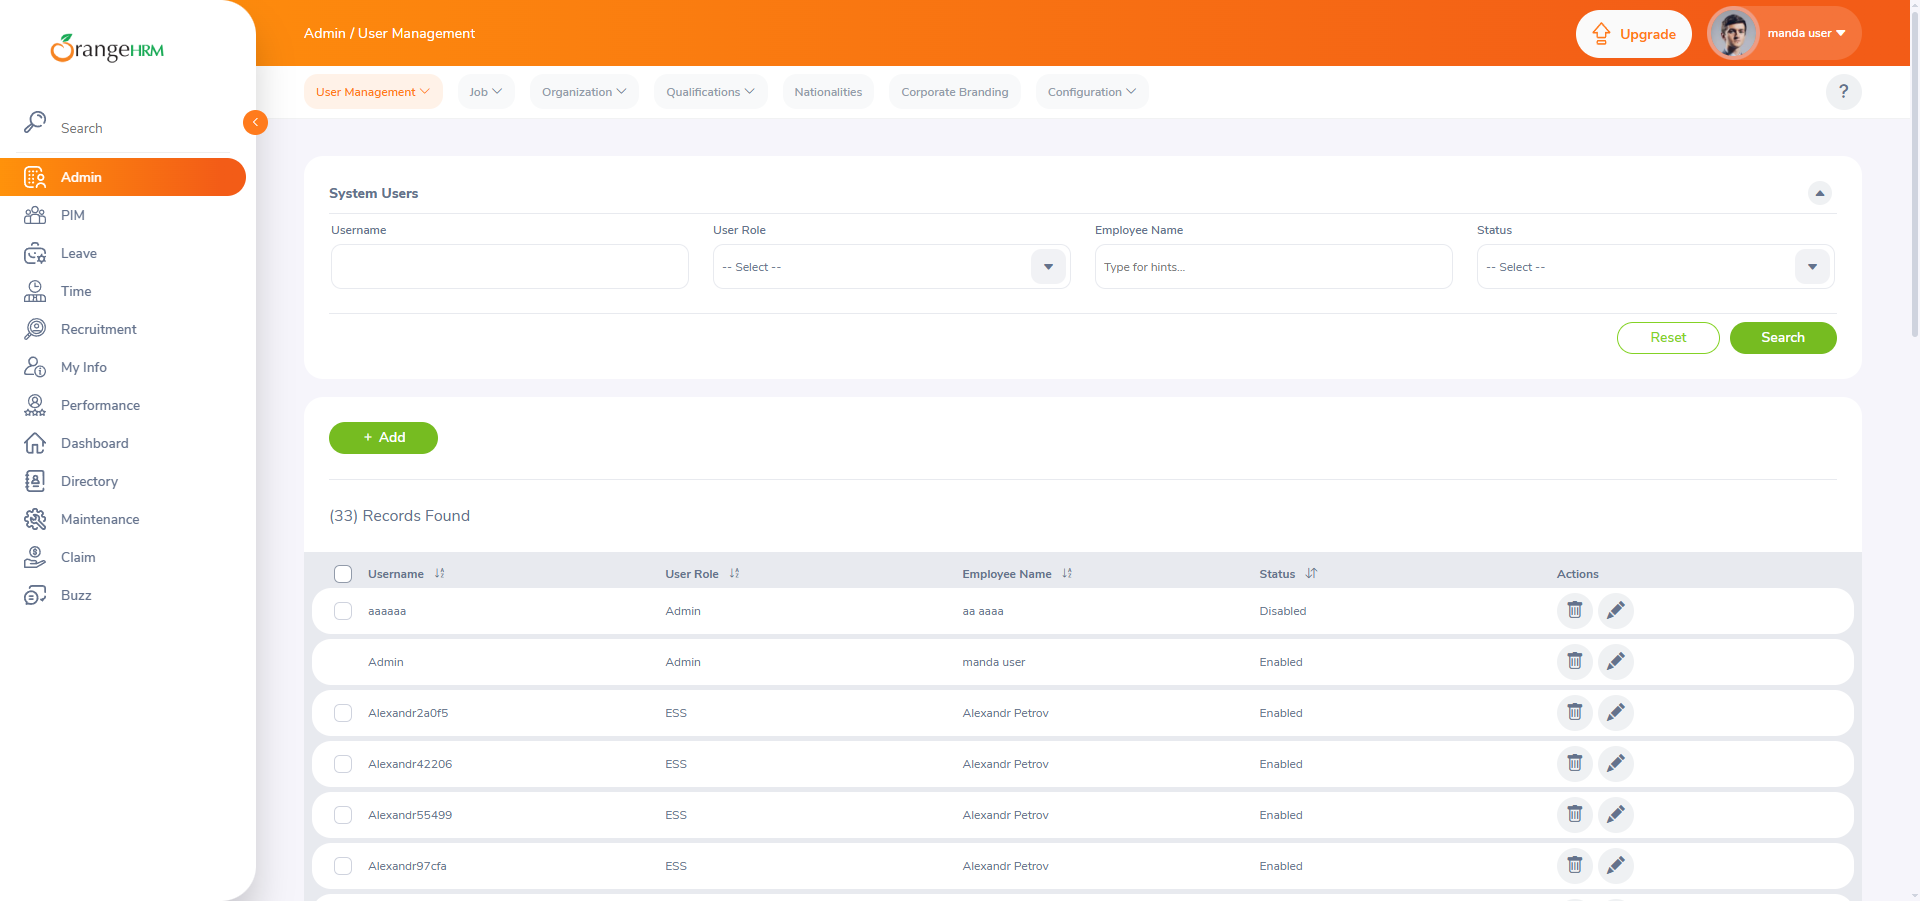 OrangeHRM
Admin / User Management
Upgrade
manda user
User Management
Job
Organization
Qualifications
Nationalities
Corporate Branding
Configuration
?
Search
Admin
PIM
Leave
Time
Recruitment
My Info
Performance
Dashboard
Directory
Maintenance
Claim
Buzz
System Users
Username
User Role
Employee Name
Status
-- Select --
Type for hints...
-- Select --
Reset
Search
+ Add
(33) Records Found
Username User Role Employee Name Status Actions
aaaaaa Admin aa aaaa Disabled
Admin Admin manda user Enabled
Alexandr2a0f5 ESS Alexandr Petrov Enabled
Alexandr42206 ESS Alexandr Petrov Enabled
Alexandr55499 ESS Alexandr Petrov Enabled
Alexandr97cfa ESS Alexandr Petrov Enabled